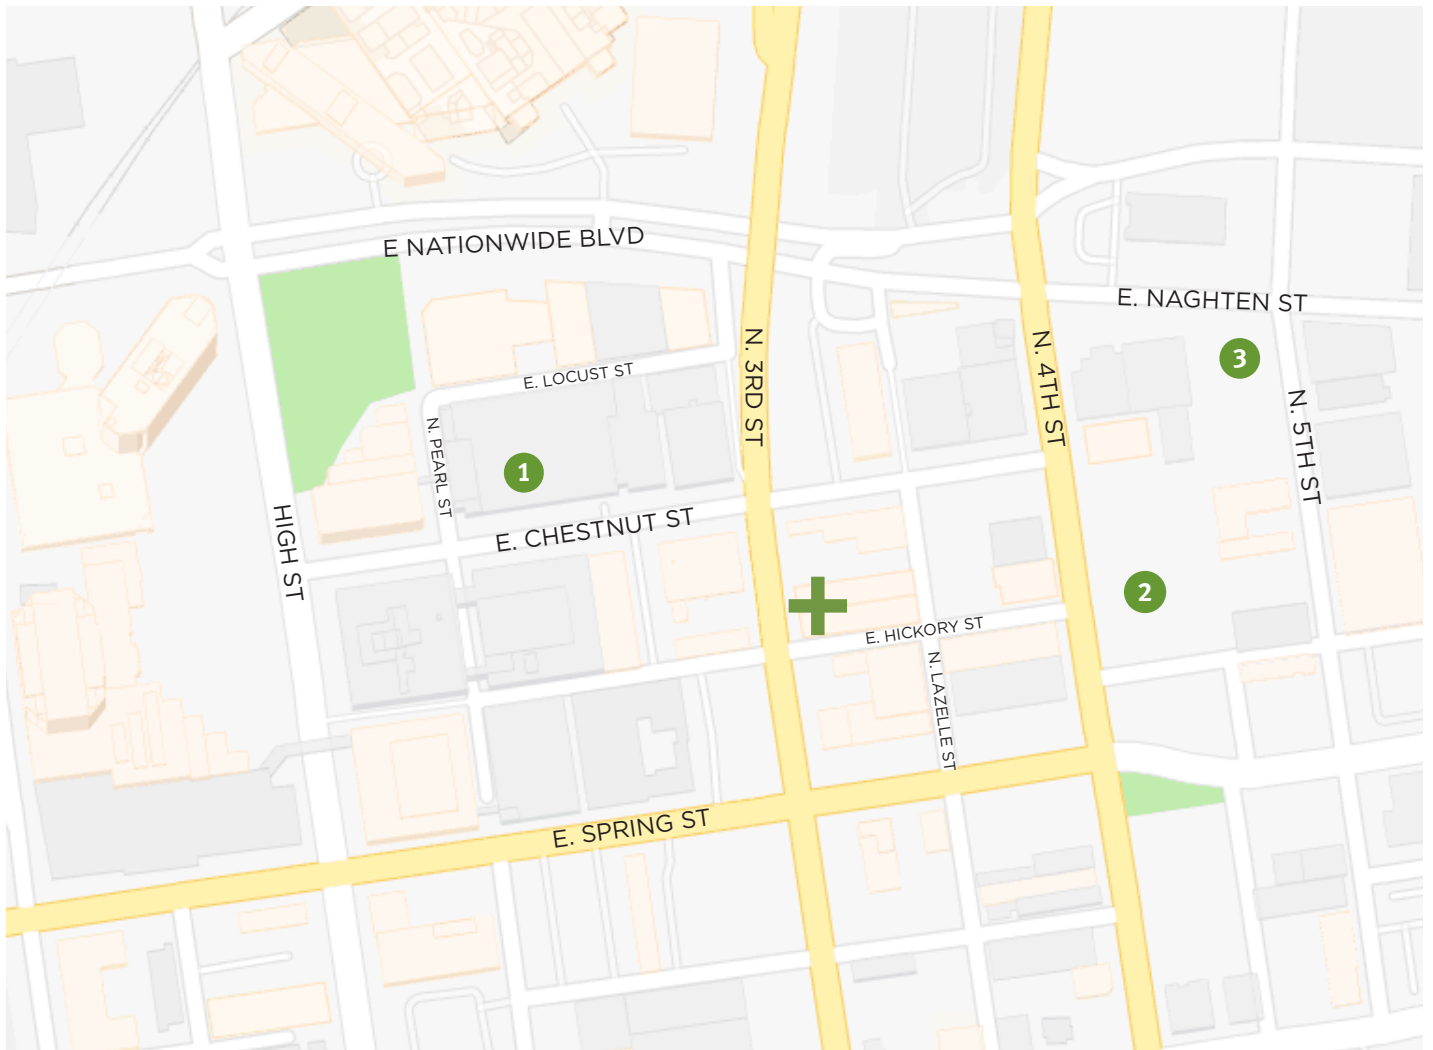 E NATIONWIDE BLVD
E. NAGHTEN ST
N. 3RD ST
N. 4TH ST
3
E. LOCUST ST
N. 5TH ST
N. PEARL ST
1
E. CHESTNUT ST
HIGH ST
2
E. HICKORY ST
N. LAZELLE ST
E. SPRING ST